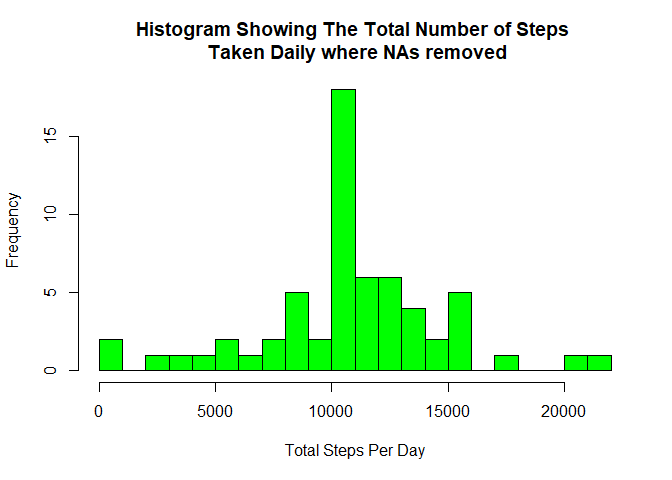 Histogram Showing The Total Number of Steps
Taken Daily where NAs removed
Frequency
15
10
5
0
0 5000 10000 15000 20000
Total Steps Per Day